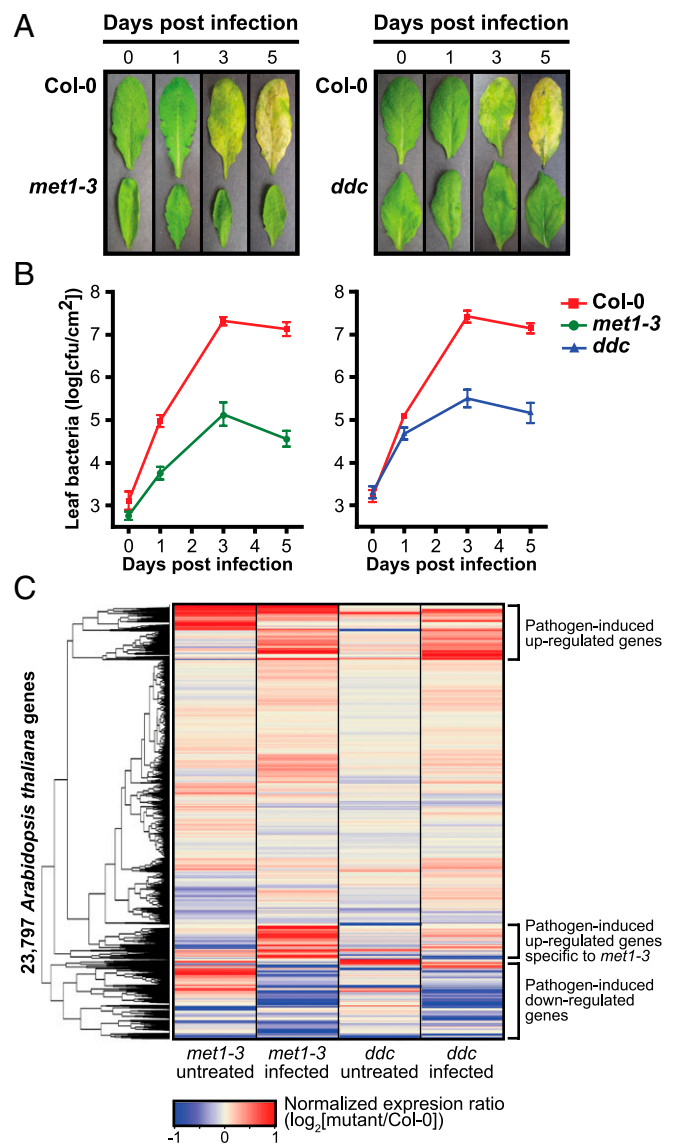 A
Days post infection
0 1 3 5
Col-0
met1-3
Days post infection
0 1 3 5
Col-0
ddc
B
Leaf bacteria (log[cfu/cm2])
8
7
6
5
4
3
0 1 2 3 4 5
Days post infection
8
7
6
5
4
3
0 1 2 3 4 5
Days post infection
Col-0
met1-3
ddc
C
23,797 Arabidopsis thaliana genes
Pathogen-induced
up-regulated genes
Pathogen-induced
up-regulated genes
specific to met1-3
Pathogen-induced
down-regulated
genes
met1-3
untreated
met1-3
infected
ddc
untreated
ddc
infected
-1 0 1
Normalized expresion ratio
(log2[mutant/Col-0])